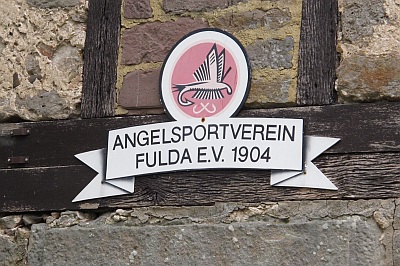 ANGELSPORTVEREIN
FULDA E.V. 1904